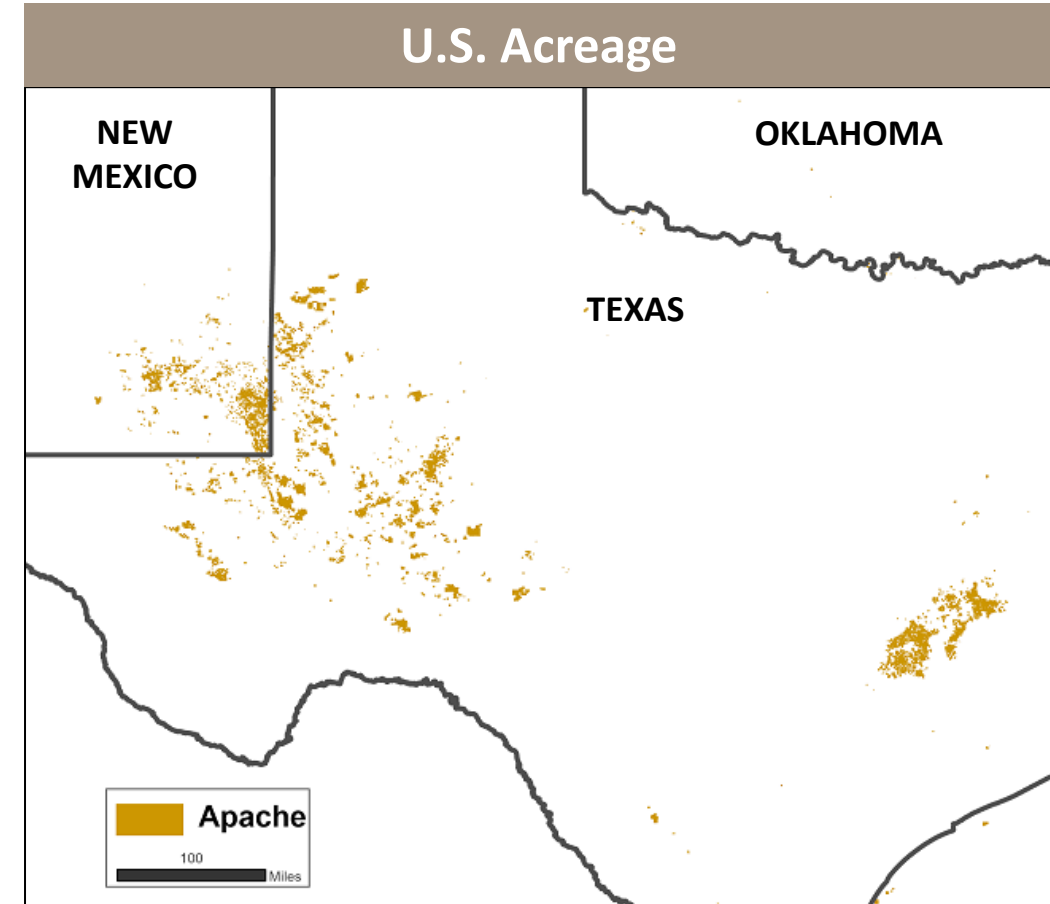 U.S. Acreage
NEW
MEXICO
OKLAHOMA
TEXAS
Apache
100
Miles